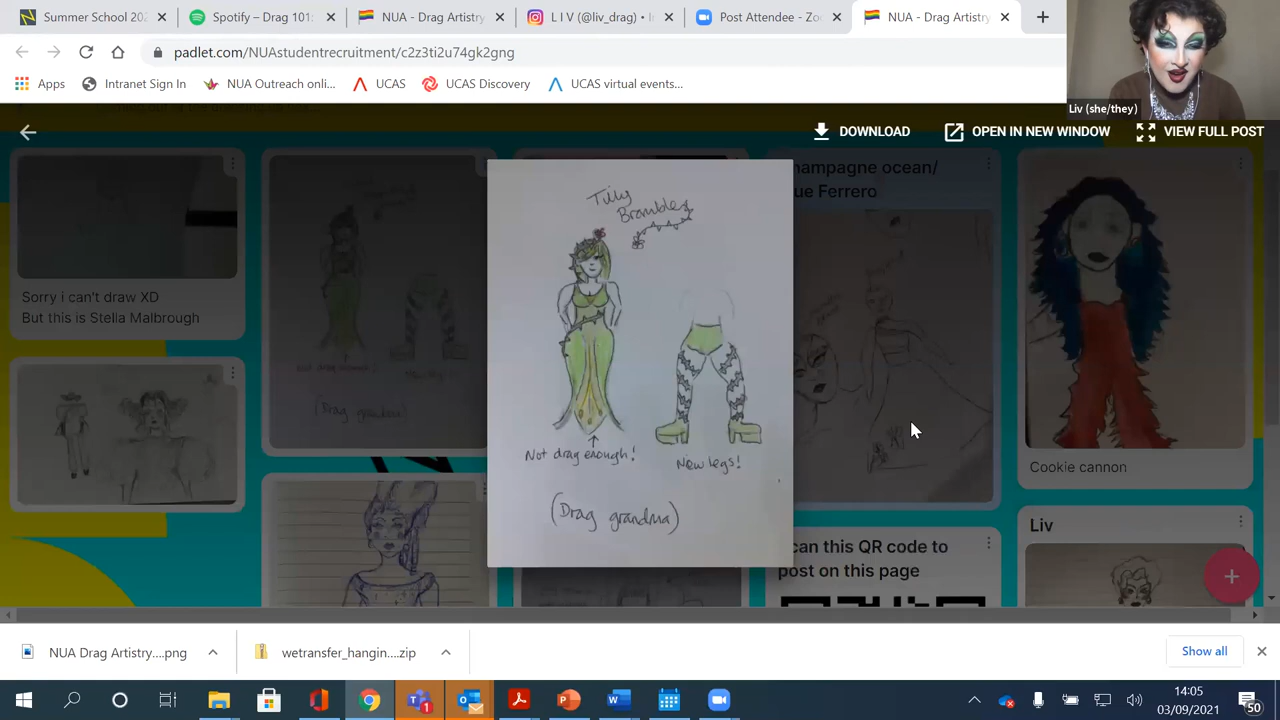 Summer School 202
Spotify – Drag 101:
NUA - Drag Artistry
L I V (@liv_drag) • I
Post Attendee - Zo
NUA - Drag Artistry
padlet.com/NUAstudentrecruitment/c2z3ti2u74gk2gng
Apps
Intranet Sign In
NUA Outreach onli...
UCAS
UCAS Discovery
UCAS virtual events...
Liv (she/they)
DOWNLOAD
OPEN IN NEW WINDOW
VIEW FULL POST
hampagne ocean/
ue Ferrero
Sorry i can't draw XD
But this is Stella Malbrough
Tilly
Brambles
Not drag enough!
New legs!
(Drag grandma)
(Drag grandma)
Cookie cannon
can this QR code to
post on this page
Liv
NUA Drag Artistry....png
wetransfer_hangin....zip
Show all
14:05
03/09/2021
50
1